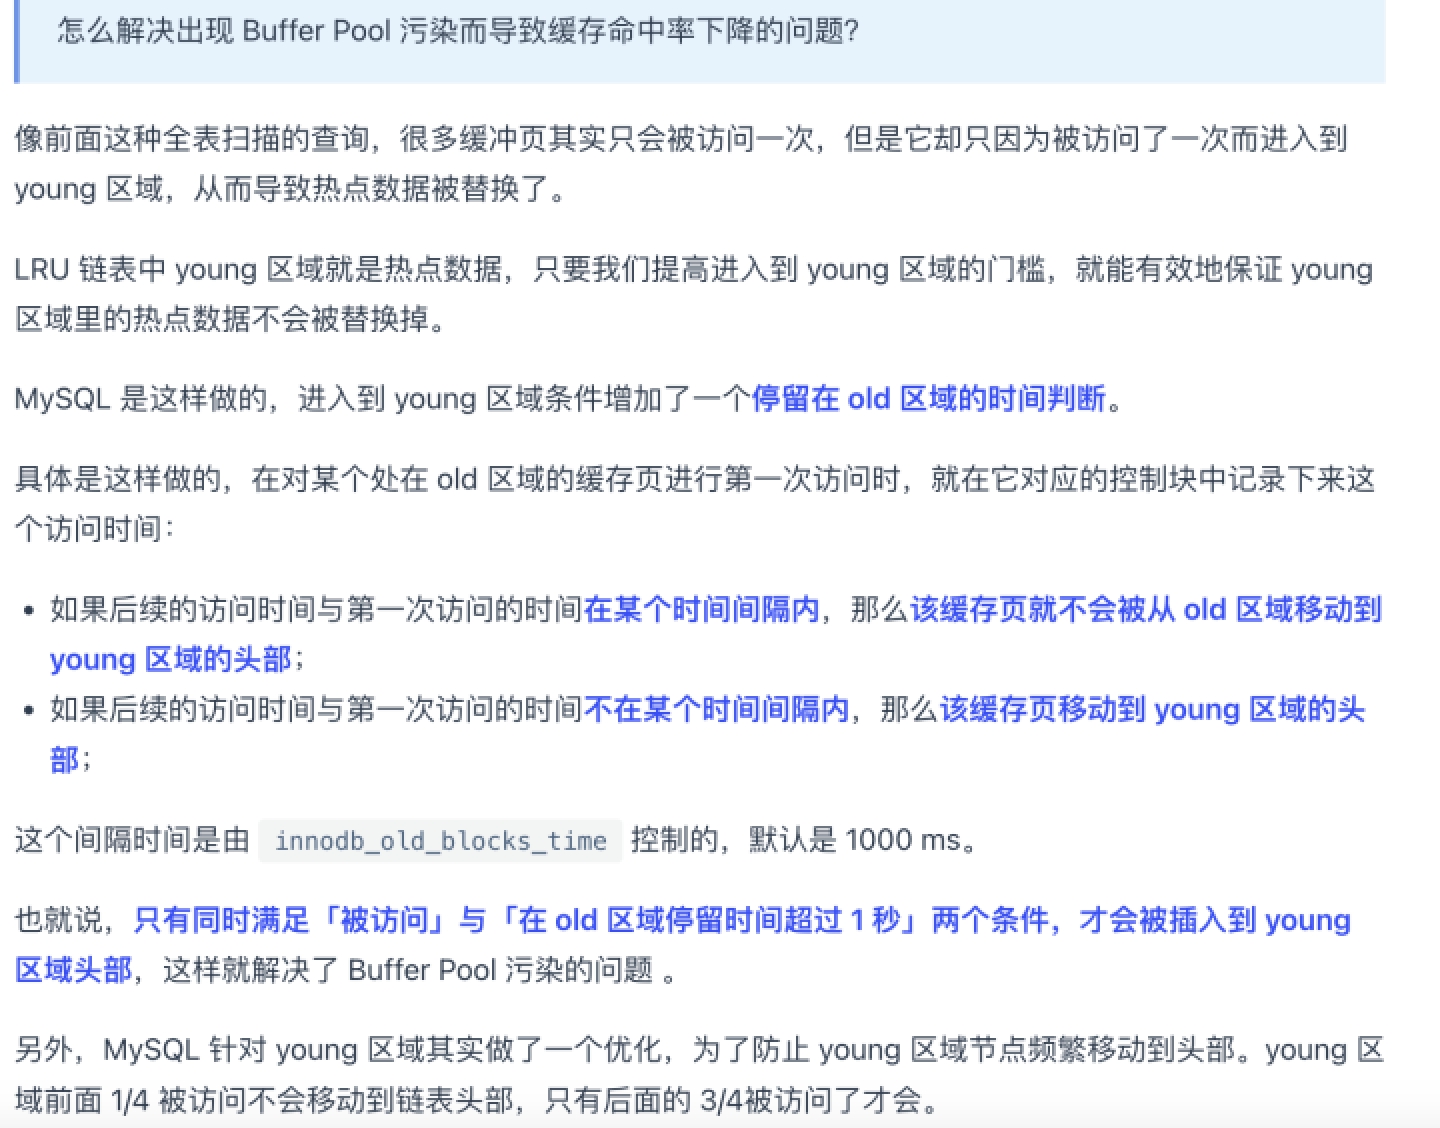 怎么解决出现 Buffer Pool 污染而导致缓存命中率下降的问题?
像前面这种全表扫描的查询，很多缓冲页其实只会被访问一次，但是它却只因为被访问了一次而进入到
young 区域，从而导致热点数据被替换了。
LRU 链表中 young 区域就是热点数据，只要我们提高进入到 young 区域的门槛，就能有效地保证 young
区域里的热点数据不会被替换掉。
MySQL 是这样做的，进入到 young 区域条件增加了一个停留在 old 区域的时间判断。
具体是这样做的，在对某个处在 old 区域的缓存页进行第一次访问时，就在它对应的控制块中记录下来这
个访问时间：
• 如果后续的访问时间与第一次访问的时间在某个时间间隔内，那么该缓存页就不会被从 old 区域移动到
young 区域的头部；
• 如果后续的访问时间与第一次访问的时间不在某个时间间隔内，那么该缓存页移动到 young 区域的头
部；
这个间隔时间是由 innodb_old_blocks_time 控制的，默认是 1000 ms。
也就说，只有同时满足「被访问」与「在 old 区域停留时间超过 1 秒」两个条件，才会被插入到 young
区域头部，这样就解决了 Buffer Pool 污染的问题 。
另外，MySQL 针对 young 区域其实做了一个优化，为了防止 young 区域节点频繁移动到头部。young 区
域前面 1/4 被访问不会移动到链表头部，只有后面的 3/4被访问了才会。